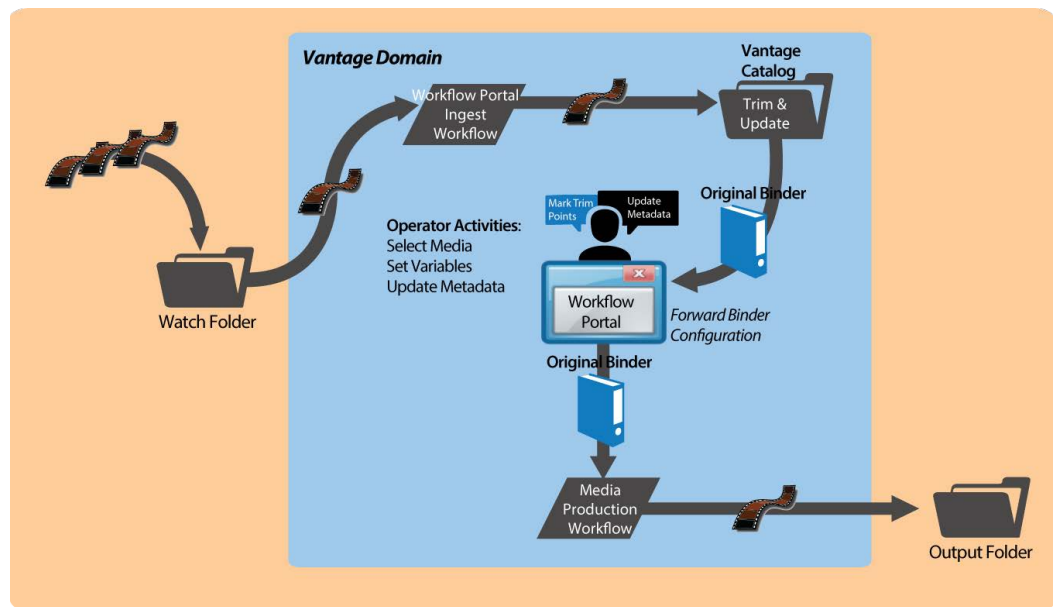 Vantage Domain
Vantage
Catalog
Workflow Portal
Ingest
Workflow
Trim &
Update
Mark Trim
Points
Update
Metadata
Original Binder
Operator Activities:
Select Media
Set Variables
Update Metadata
Watch Folder
Workflow
Portal
Forward Binder
Configuration
Original Binder
Media
Production
Workflow
Output Folder